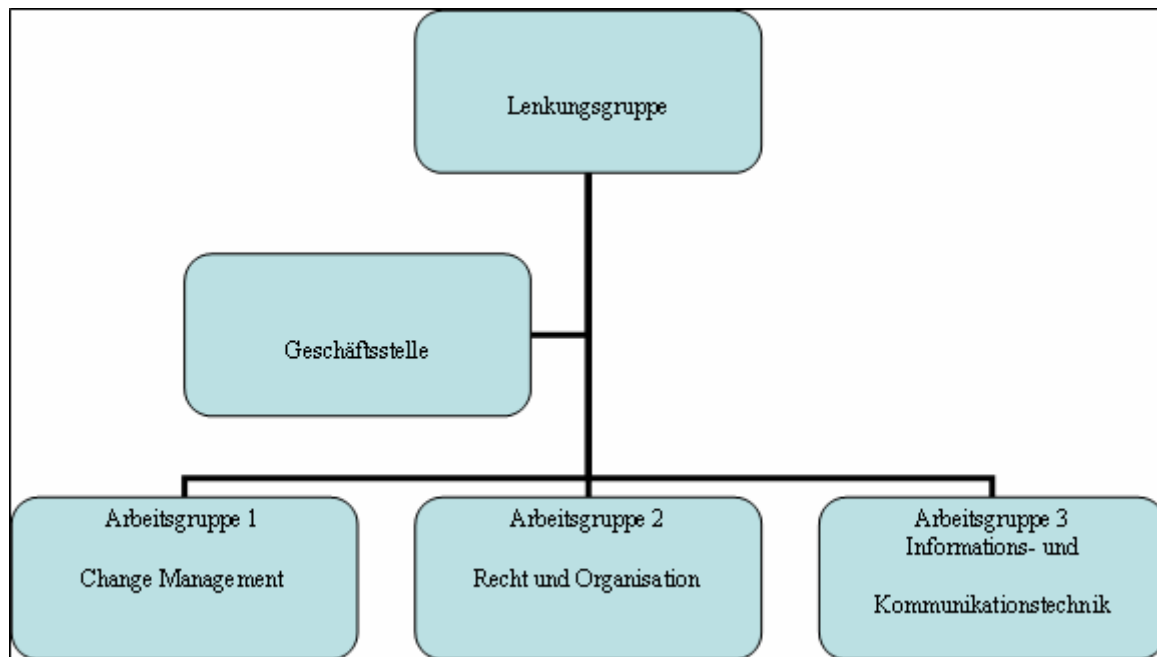 Lenkungsgruppe
Geschäftsstelle
Arbeitsgruppe 1
Change Management
Arbeitsgruppe 2
Recht und Organisation
Arbeitsgruppe 3
Informations- und
Kommunikationstechnik